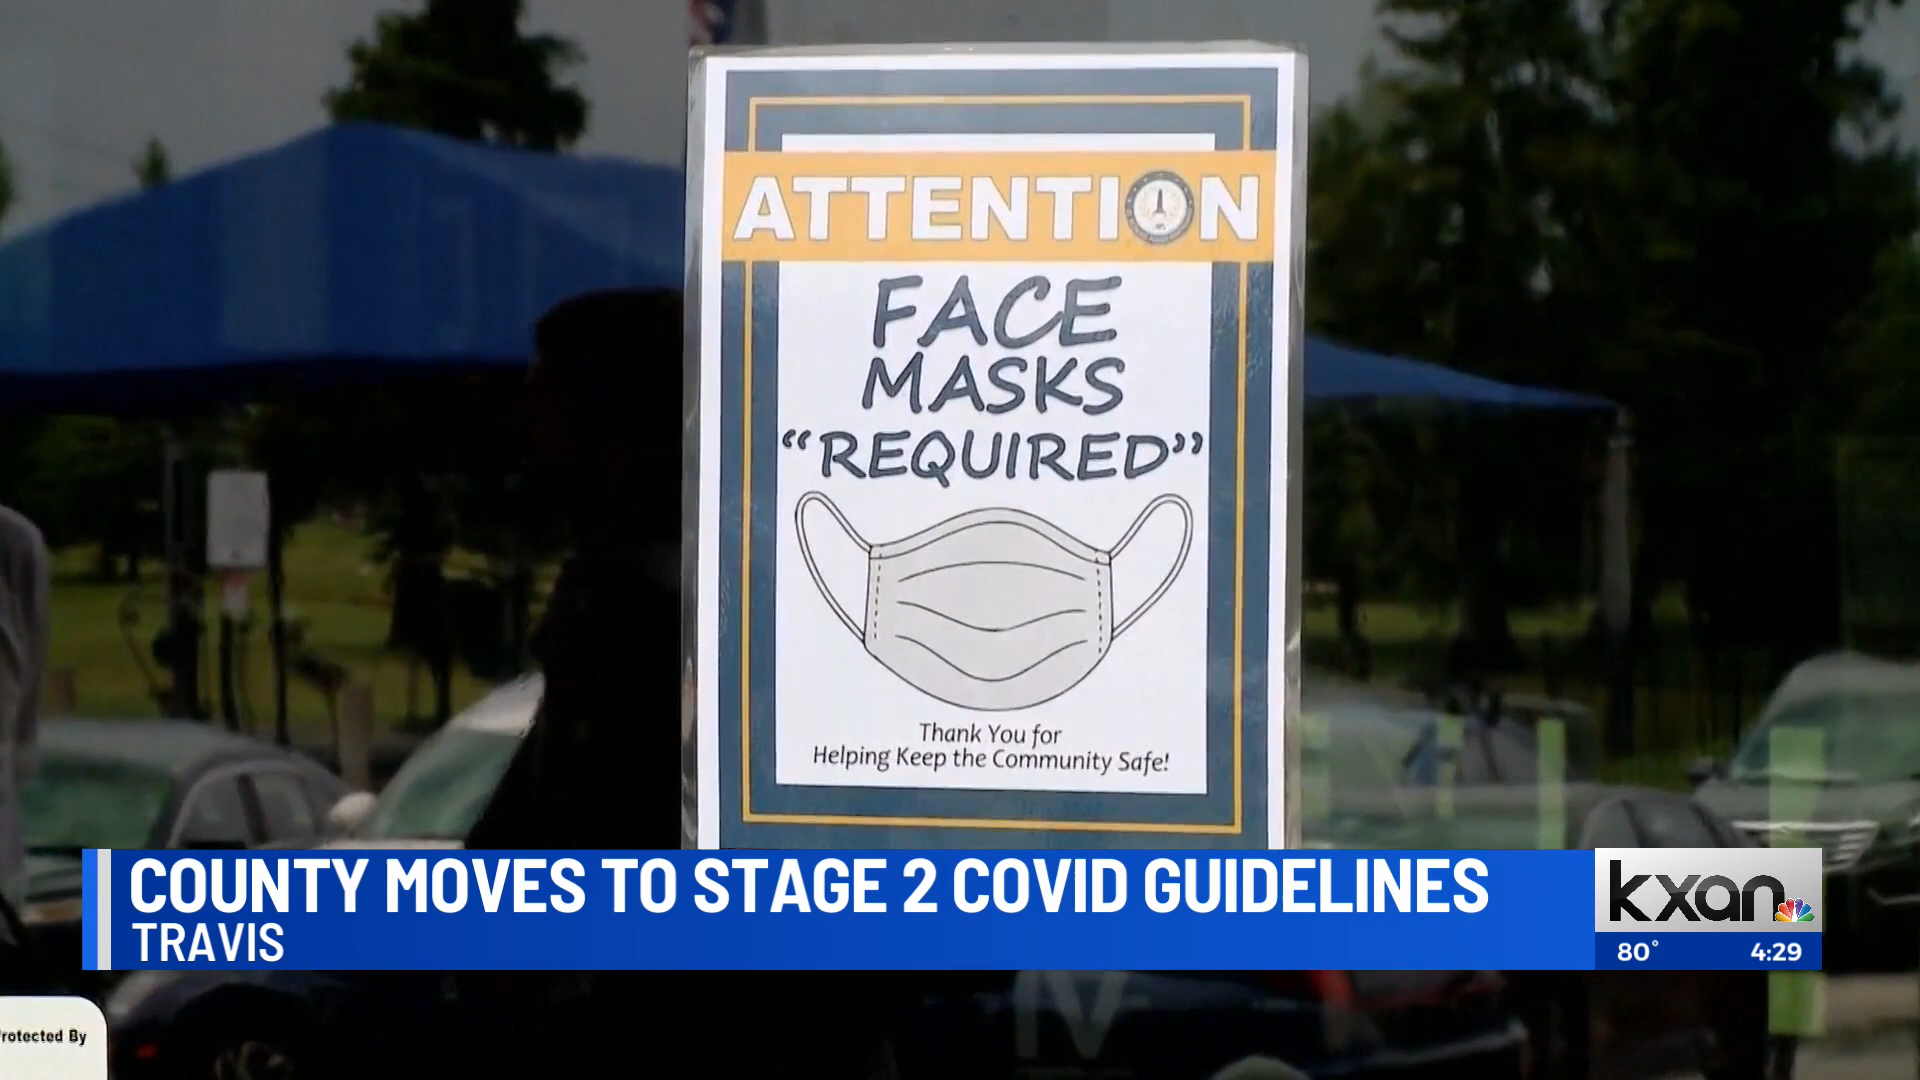 ATTENTION
FACE
MASKS
“REQUIRED”
Thank You for
Helping Keep the Community Safe!
COUNTY MOVES TO STAGE 2 COVID GUIDELINES
TRAVIS
kxan
80° 4:29
Protected By